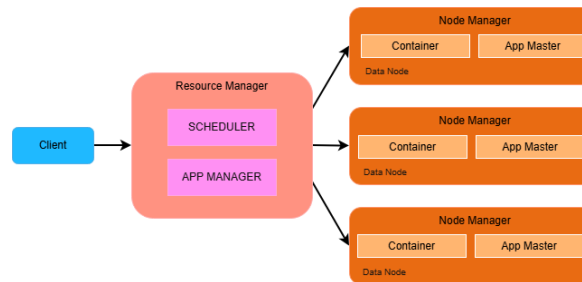 Client
Resource Manager
SCHEDULER
APP MANAGER
Node Manager
Container App Master
Data Node
Node Manager
Container App Master
Data Node
Node Manager
Container App Master
Data Node